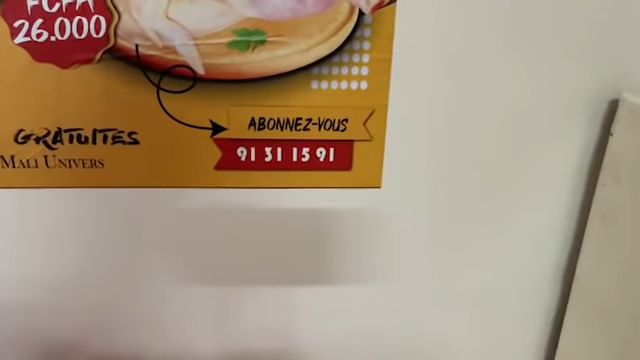 FCFA
26.000
ABONNEZ-VOUS
GRATUITES
91 31 15 91
MALI UNIVERS